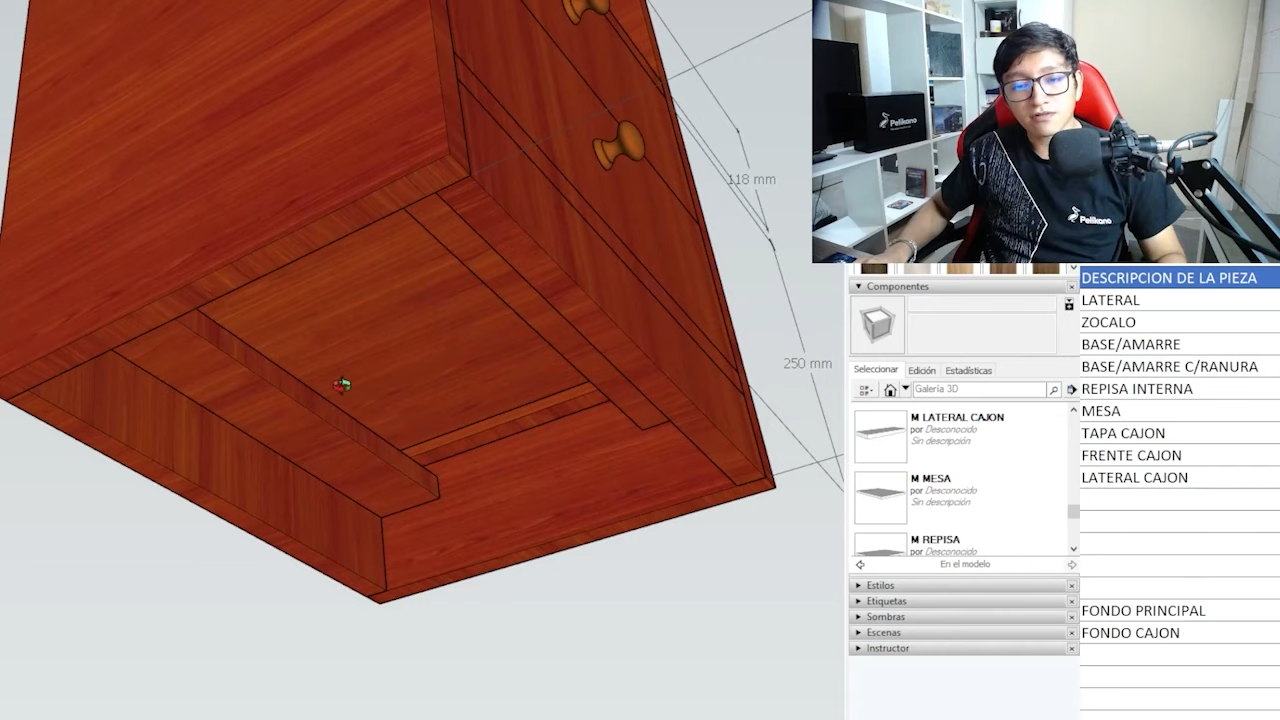 118 mm
250 mm
Pelikano
Pelikano
Componentes
Seleccionar Edición Estadísticas
Galería 3D
M LATERAL CAJON
por Desconocido
Sin descripción
M MESA
por Desconocido
Sin descripción
M REPISA
por Desconocido
En el modelo
Estilos
Etiquetas
Sombras
Escenas
Instructor
DESCRIPCION DE LA PIEZA
LATERAL
ZOCALO
BASE/AMARRE
BASE/AMARRE C/RANURA
REPISA INTERNA
MESA
TAPA CAJON
FRENTE CAJON
LATERAL CAJON
FONDO PRINCIPAL
FONDO CAJON